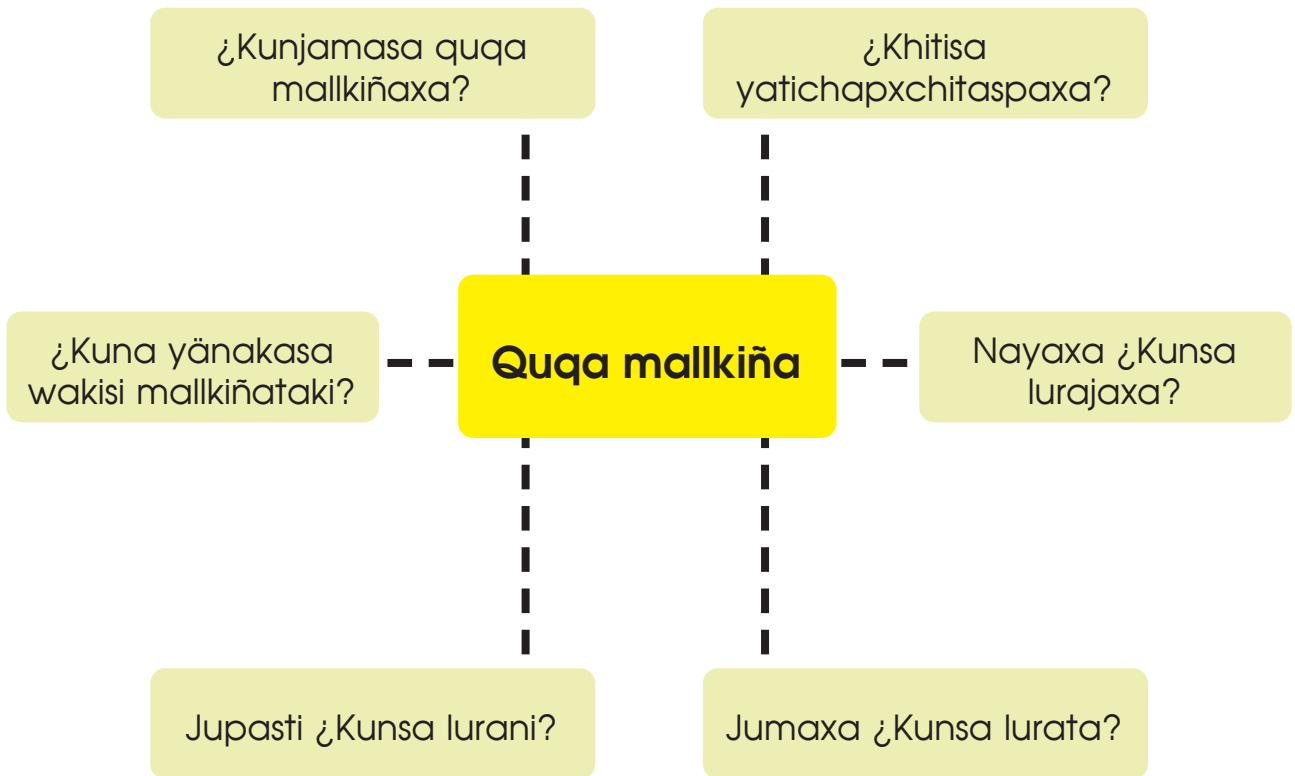 ¿Kunjamasa quqa
mallkiñaxa?
¿Khitisa
yatichapxchitaspaxa?
¿Kuna yänakasa
wakisi mallkiñataki?
Quqa mallkiña
Nayaxa ¿Kunsa
lurajaxa?
Jupasti ¿Kunsa lurani?
Jumaxa ¿Kunsa lurata?